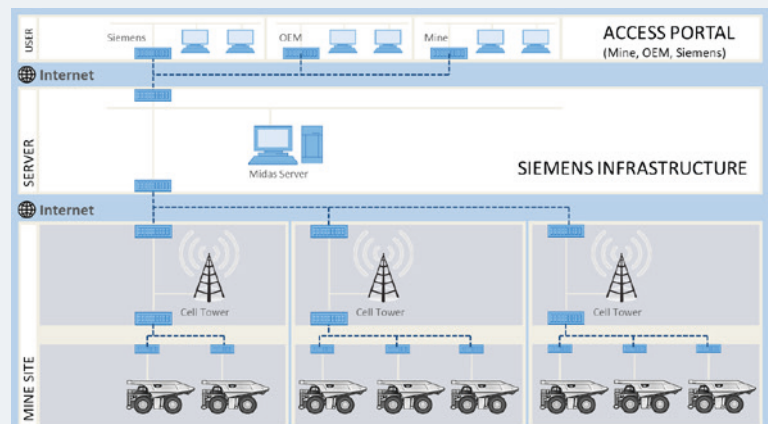 USER
Siemens
OEM
Mine
ACCESS PORTAL
(Mine, OEM, Siemens)
Internet
SERVER
Midas Server
SIEMENS INFRASTRUCTURE
Internet
MINE SITE
Cell Tower
Cell Tower
Cell Tower